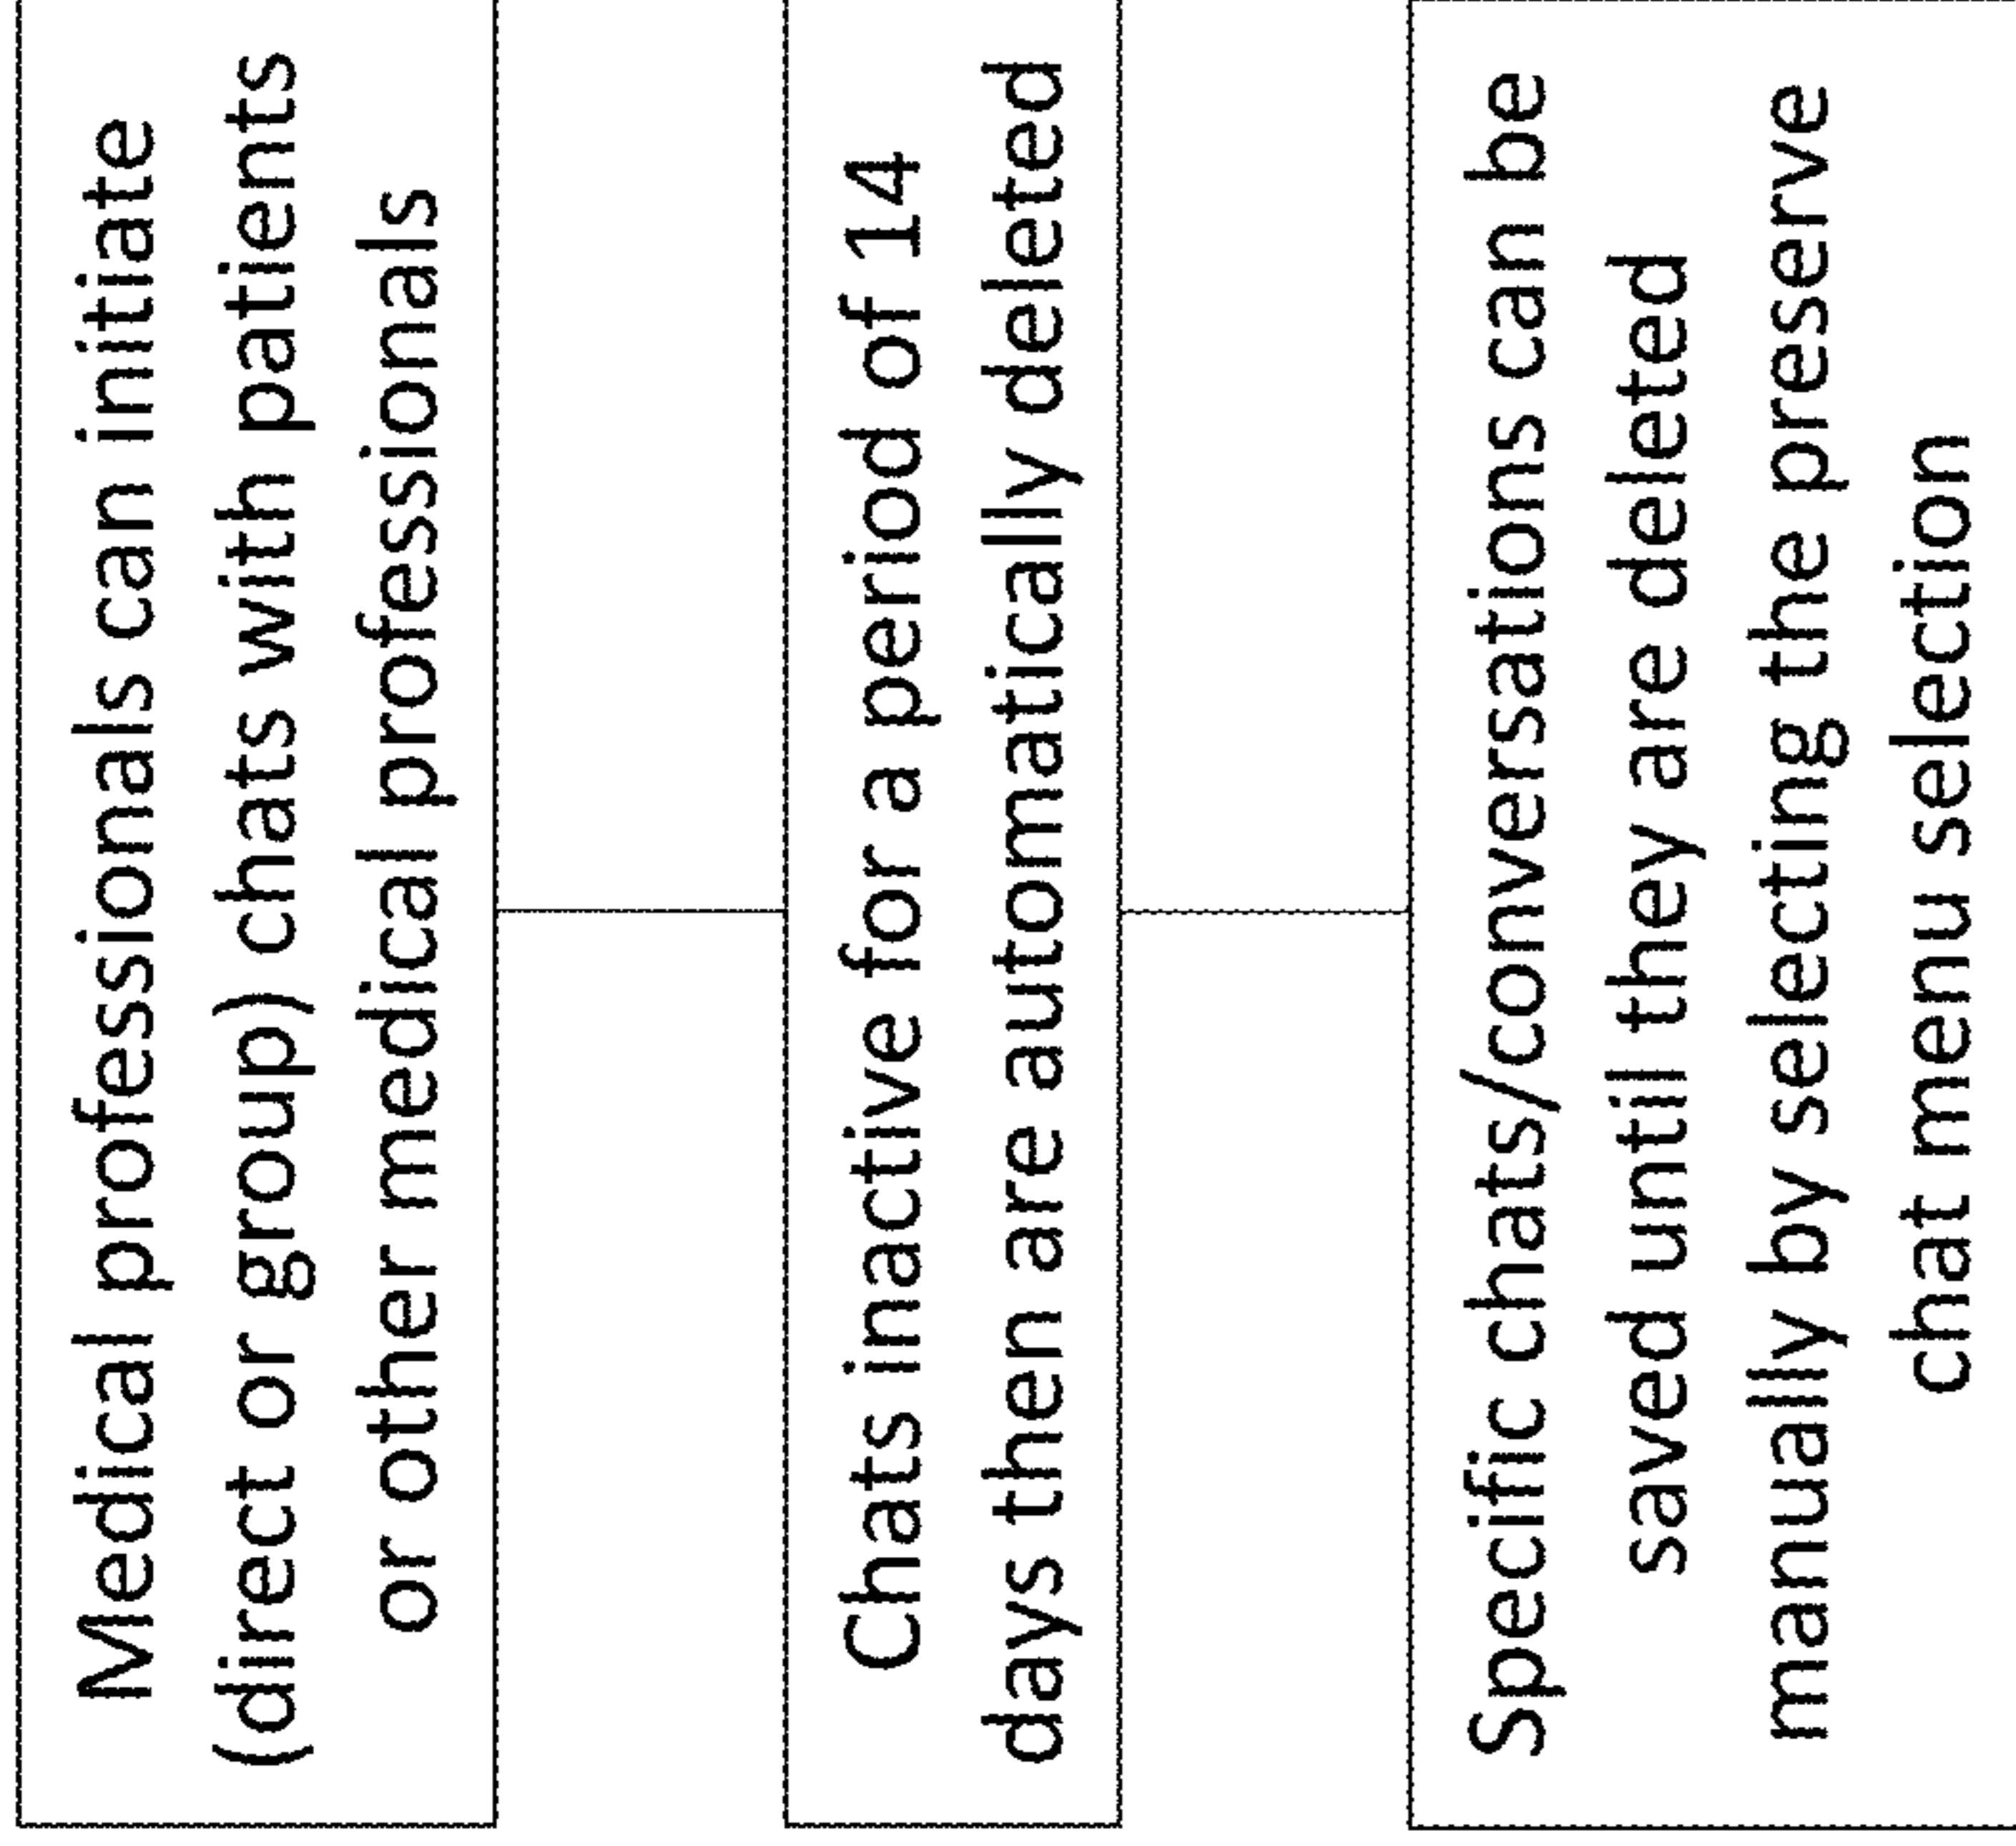 Medical professionals can initiate
(direct or group) chats with patients
or other medical professionals
Chats inactive for a period of 14
days then are automatically deleted
Specific chats/conversations can be
saved until they are deleted
manually by selecting the preserve
chat menu selection